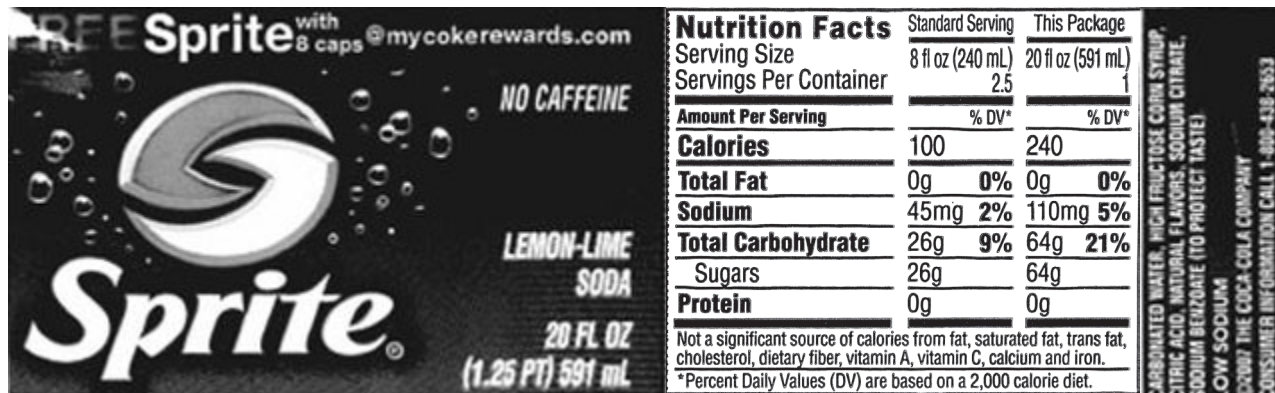 FREE Sprite with 8 caps @mycokerewards.com
NO CAFFEINE
LEMON-LIME
SODA
Sprite®
20 FL OZ
(1.25 PT) 591 mL
Nutrition Facts Standard Serving This Package
Serving Size 8 fl oz (240 mL) 20 fl oz (591 mL)
Servings Per Container 2.5 1
Amount Per Serving % DV* % DV*
Calories 100 240
Total Fat 0g 0% 0g 0%
Sodium 45mg 2% 110mg 5%
Total Carbohydrate 26g 9% 64g 21%
Sugars 26g 64g
Protein 0g 0g
Not a significant source of calories from fat, saturated fat, trans fat,
cholesterol, dietary fiber, vitamin A, vitamin C, calcium and iron.
*Percent Daily Values (DV) are based on a 2,000 calorie diet.
CARBONATED WATER, HIGH FRUCTOSE CORN SYRUP,
CITRIC ACID, NATURAL FLAVORS, SODIUM CITRATE,
SODIUM BENZOATE (TO PROTECT TASTE).
LOW SODIUM
©2007 THE COCA-COLA COMPANY
CONSUMER INFORMATION CALL 1-800-438-2653